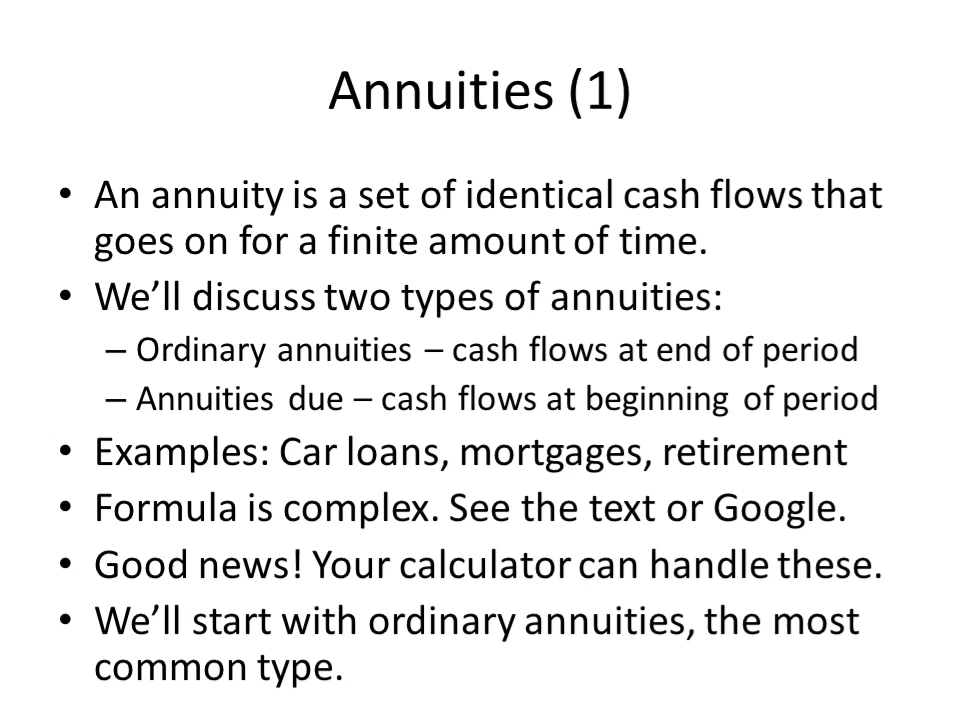 Annuities (1)
• An annuity is a set of identical cash flows that
goes on for a finite amount of time.
• We’ll discuss two types of annuities:
– Ordinary annuities – cash flows at end of period
– Annuities due – cash flows at beginning of period
• Examples: Car loans, mortgages, retirement
• Formula is complex. See the text or Google.
• Good news! Your calculator can handle these.
• We’ll start with ordinary annuities, the most
common type.